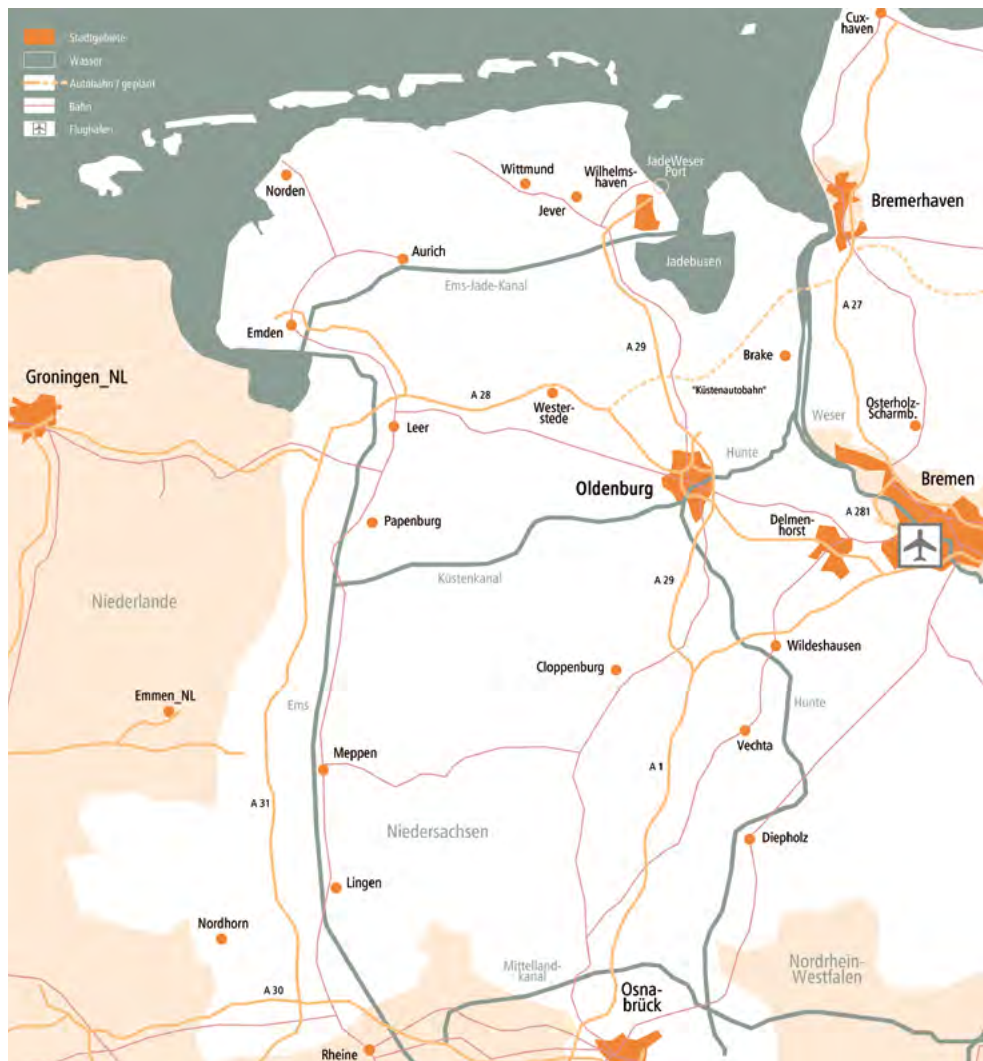 Stadtgebiete
Wasser
Autobahn / geplant
Bahn
Flughäfen
Cux-
haven
Norden
Wittmund
Jever
Wilhelms-
haven
JadeWeser
Port
Bremerhaven
Aurich
Ems-Jade-Kanal
Jadebusen
Emden
A 29
A 27
Brake
Groningen_NL
A 28
Wester-
stede
"Küstenautobahn"
Osterholz-
Scharmb.
Leer
Weser
Hunte
Oldenburg
Bremen
Papenburg
Delmen-
horst
A 281
Küstenkanal
A 29
Niederlande
Wildeshausen
Cloppenburg
Emmen_NL
Ems
Hunte
Vechta
Meppen
A 1
A 31
Niedersachsen
Diepholz
Lingen
Nordhorn
Mittelland-
kanal
Nordrhein-
Westfalen
A 30
Osna-
brück
Rheine